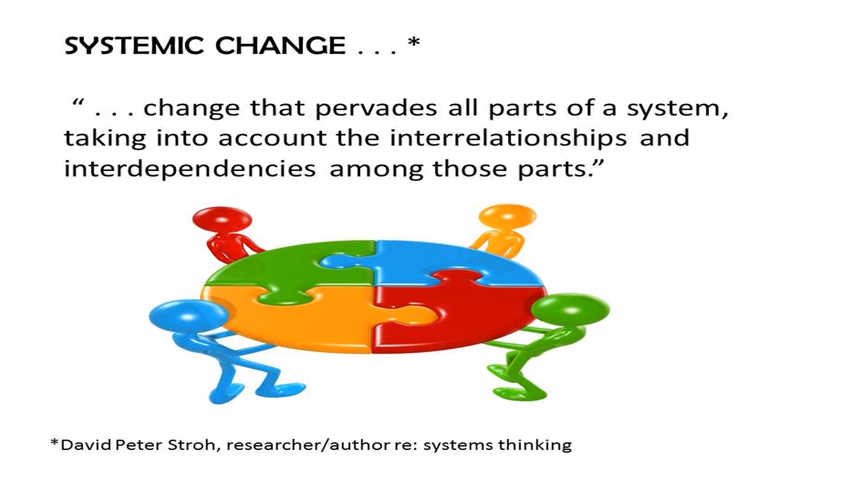 SYSTEMIC CHANGE . . . *
“ . . . change that pervades all parts of a system,
taking into account the interrelationships and
interdependencies among those parts.”
*David Peter Stroh, researcher/author re: systems thinking